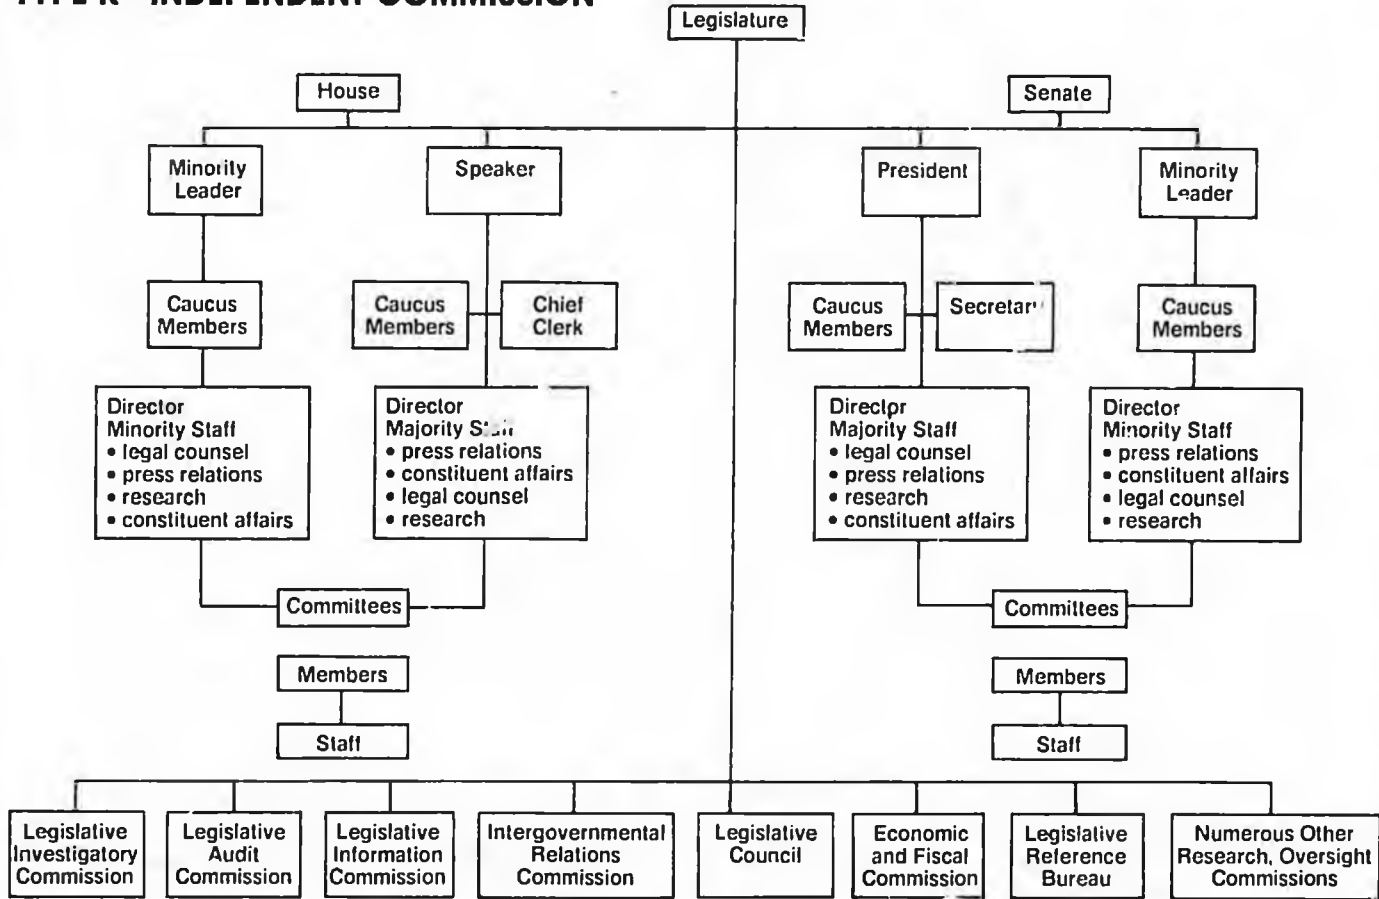 Legislature
House
Senate
Minority
Leader
Speaker
President
Minority
Leader
Caucus
Members
Caucus
Members
Chief
Clerk
Caucus
Members
Secretary
Caucus
Members
Director
Minority Staff
• legal counsel
• press relations
• research
• constituent affairs
Director
Majority Staff
• press relations
• constituent affairs
• legal counsel
• research
Director
Majority Staff
• legal counsel
• press relations
• research
• constituent affairs
Director
Minority Staff
• press relations
• constituent affairs
• legal counsel
• research
Committees
Committees
Members
Members
Staff
Staff
Legislative
Investigatory
Commission
Legislative
Audit
Commission
Legislative
Information
Commission
Intergovernmental
Relations
Commission
Legislative
Council
Economic
and Fiscal
Commission
Legislative
Reference
Bureau
Numerous Other
Research, Oversight
Commissions